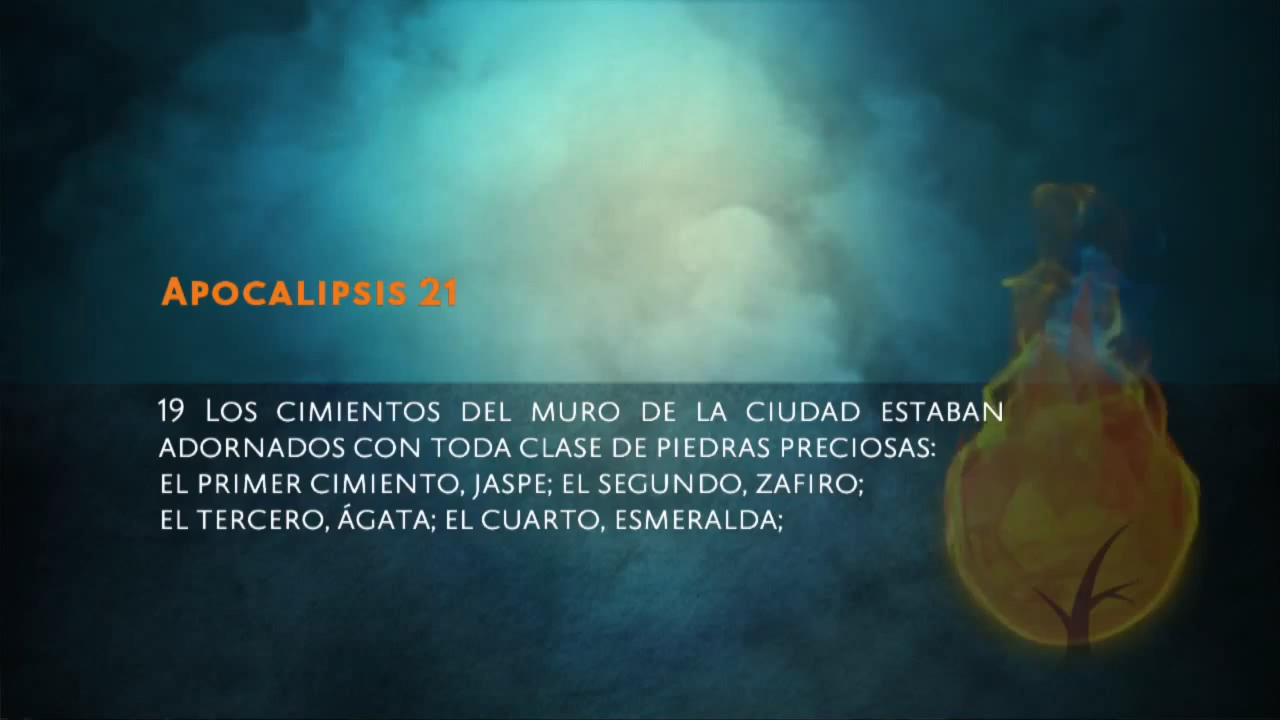 Apocalipsis 21
19 Los cimientos del muro de la ciudad estaban
adornados con toda clase de piedras preciosas:
el primer cimiento, jaspe; el segundo, zafiro;
el tercero, ágata; el cuarto, esmeralda;